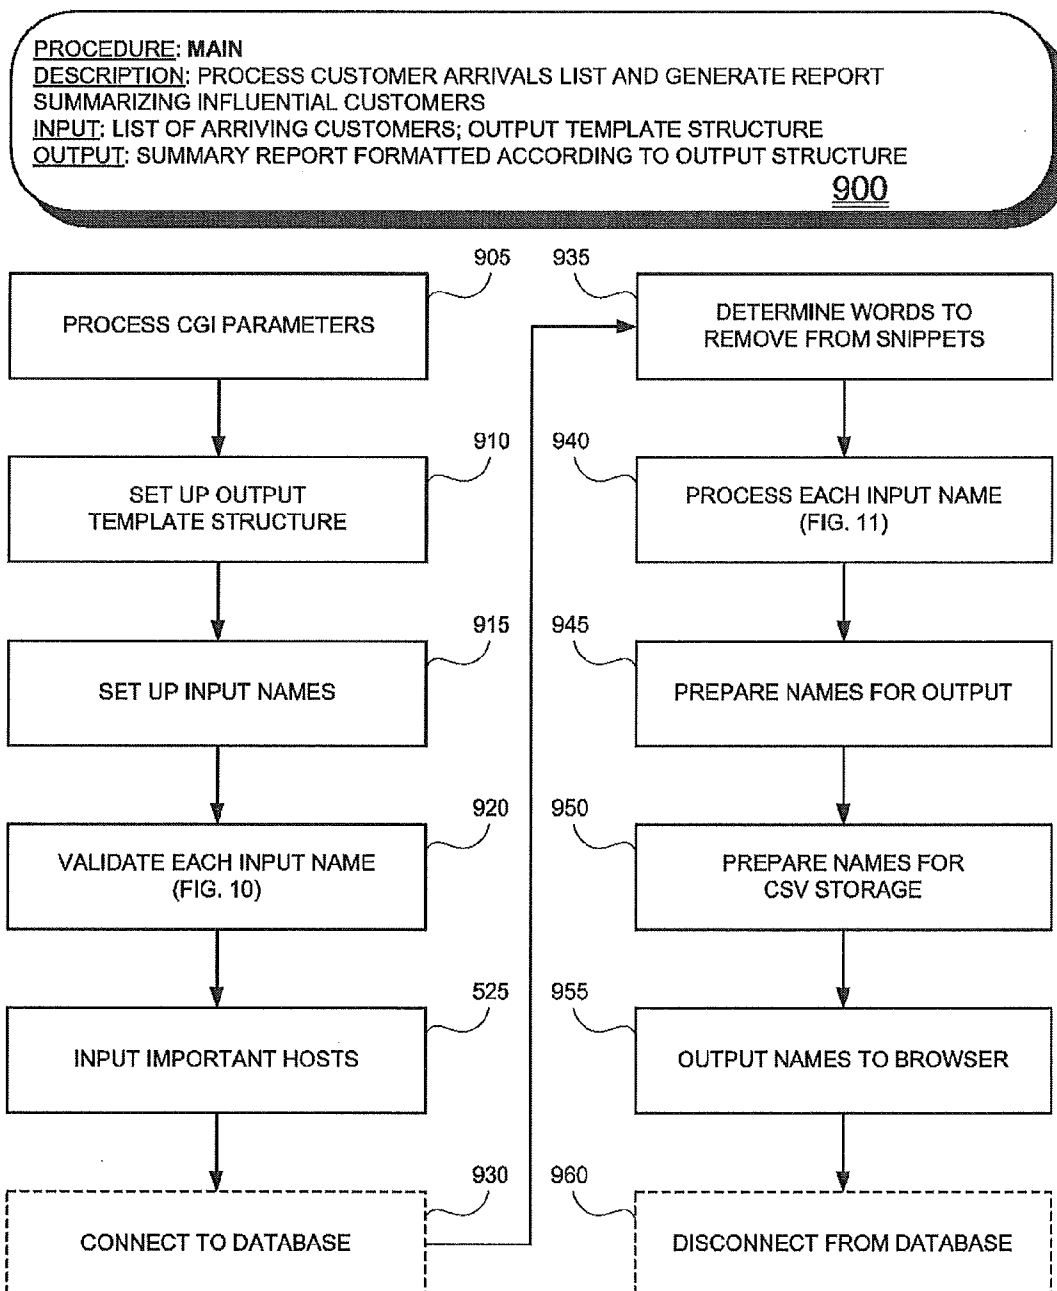 PROCEDURE: MAIN
DESCRIPTION: PROCESS CUSTOMER ARRIVALS LIST AND GENERATE REPORT
SUMMARIZING INFLUENTIAL CUSTOMERS
INPUT: LIST OF ARRIVING CUSTOMERS; OUTPUT TEMPLATE STRUCTURE
OUTPUT: SUMMARY REPORT FORMATTED ACCORDING TO OUTPUT STRUCTURE
900
905
PROCESS CGI PARAMETERS
910
SET UP OUTPUT
TEMPLATE STRUCTURE
915
SET UP INPUT NAMES
920
VALIDATE EACH INPUT NAME
(FIG. 10)
525
INPUT IMPORTANT HOSTS
930
CONNECT TO DATABASE
935
DETERMINE WORDS TO
REMOVE FROM SNIPPETS
940
PROCESS EACH INPUT NAME
(FIG. 11)
945
PREPARE NAMES FOR OUTPUT
950
PREPARE NAMES FOR
CSV STORAGE
955
OUTPUT NAMES TO BROWSER
960
DISCONNECT FROM DATABASE